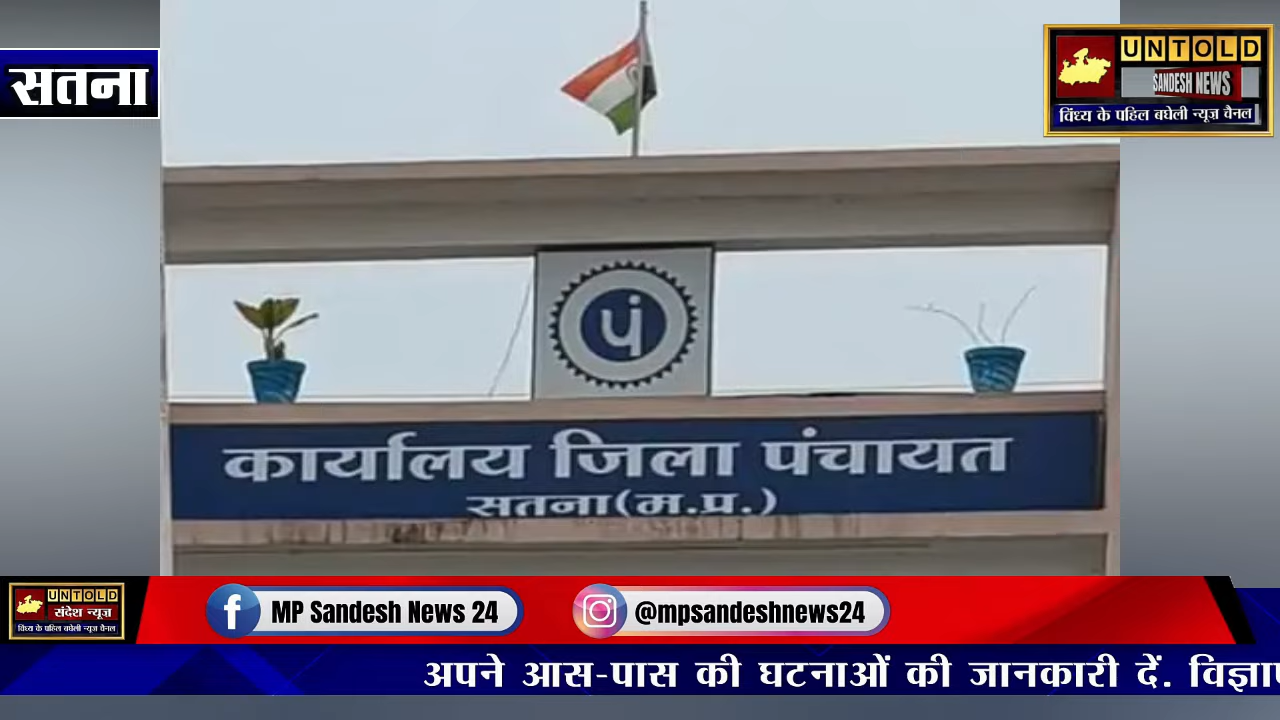 सतना
UNTOLD
SANDESH NEWS
विंध्य के पहिल बघेली न्यूज चैनल
पं
कार्यालय जिला पंचायत
सतना(म.प्र.)
UNTOLD
संदेश न्यूज़
विंध्य के पहिल बघेली न्यूज चैनल
MP Sandesh News 24
@mpsandeshnews24
अपने आस-पास की घटनाओं की जानकारी दें. विज्ञाप